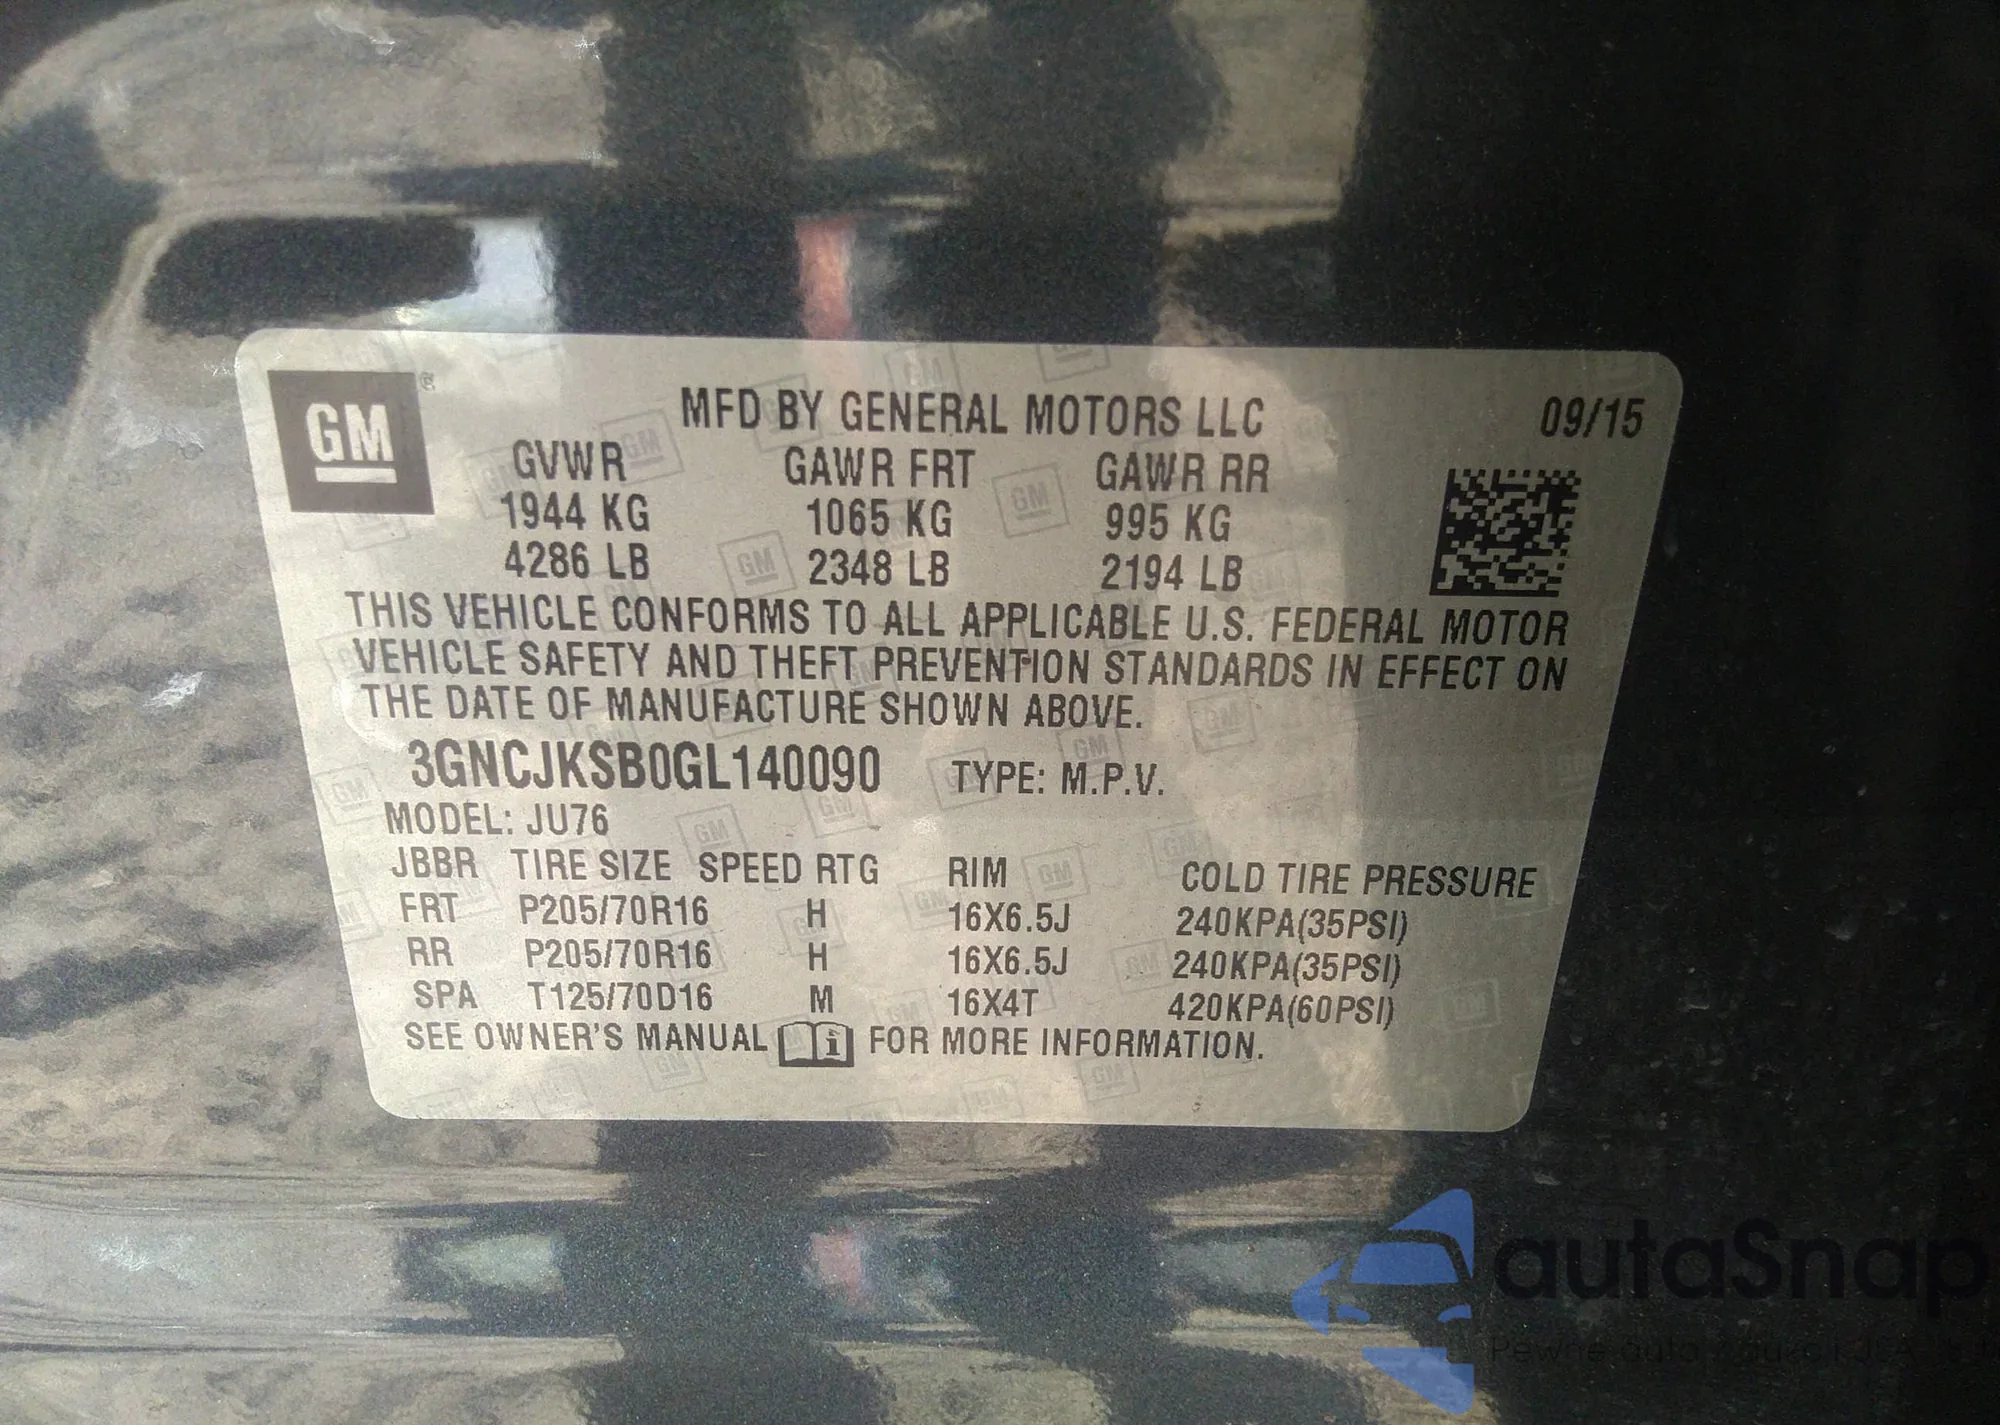 GM ®
MFD BY GENERAL MOTORS LLC 09/15
GVWR GAWR FRT GAWR RR
1944 KG 1065 KG 995 KG
4286 LB 2348 LB 2194 LB
THIS VEHICLE CONFORMS TO ALL APPLICABLE U.S. FEDERAL MOTOR
VEHICLE SAFETY AND THEFT PREVENTION STANDARDS IN EFFECT ON
THE DATE OF MANUFACTURE SHOWN ABOVE.
3GNCJKSB0GL140090 TYPE: M.P.V.
MODEL: JU76
JBBR TIRE SIZE SPEED RTG RIM COLD TIRE PRESSURE
FRT P205/70R16 H 16X6.5J 240KPA(35PSI)
RR P205/70R16 H 16X6.5J 240KPA(35PSI)
SPA T125/70D16 M 16X4T 420KPA(60PSI)
SEE OWNER'S MANUAL FOR MORE INFORMATION.
autaSnap
Pewne auto